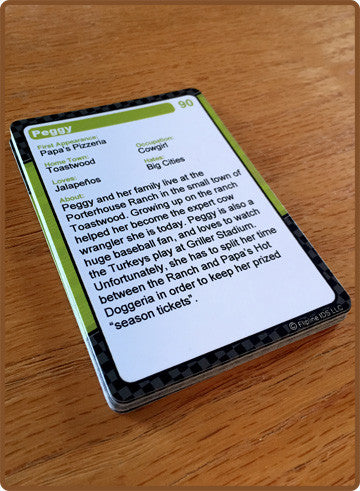 Peggy 90
First Appearance: Occupation:
Papa's Pizzeria Cowgirl
Home Town: Hates:
Toastwood Big Cities
Loves:
Jalapeños
About:
Peggy and her family live at the
Porterhouse Ranch in the small town of
Toastwood. Growing up on the ranch
helped her become the expert cow
wrangler she is today. Peggy is also a
huge baseball fan, and loves to watch
the Turkeys play at Griller Stadium.
Unfortunately, she has to split her time
between the Ranch and Papa's Hot
Doggeria in order to keep her prized
"season tickets".
© Flipline IDS LLC